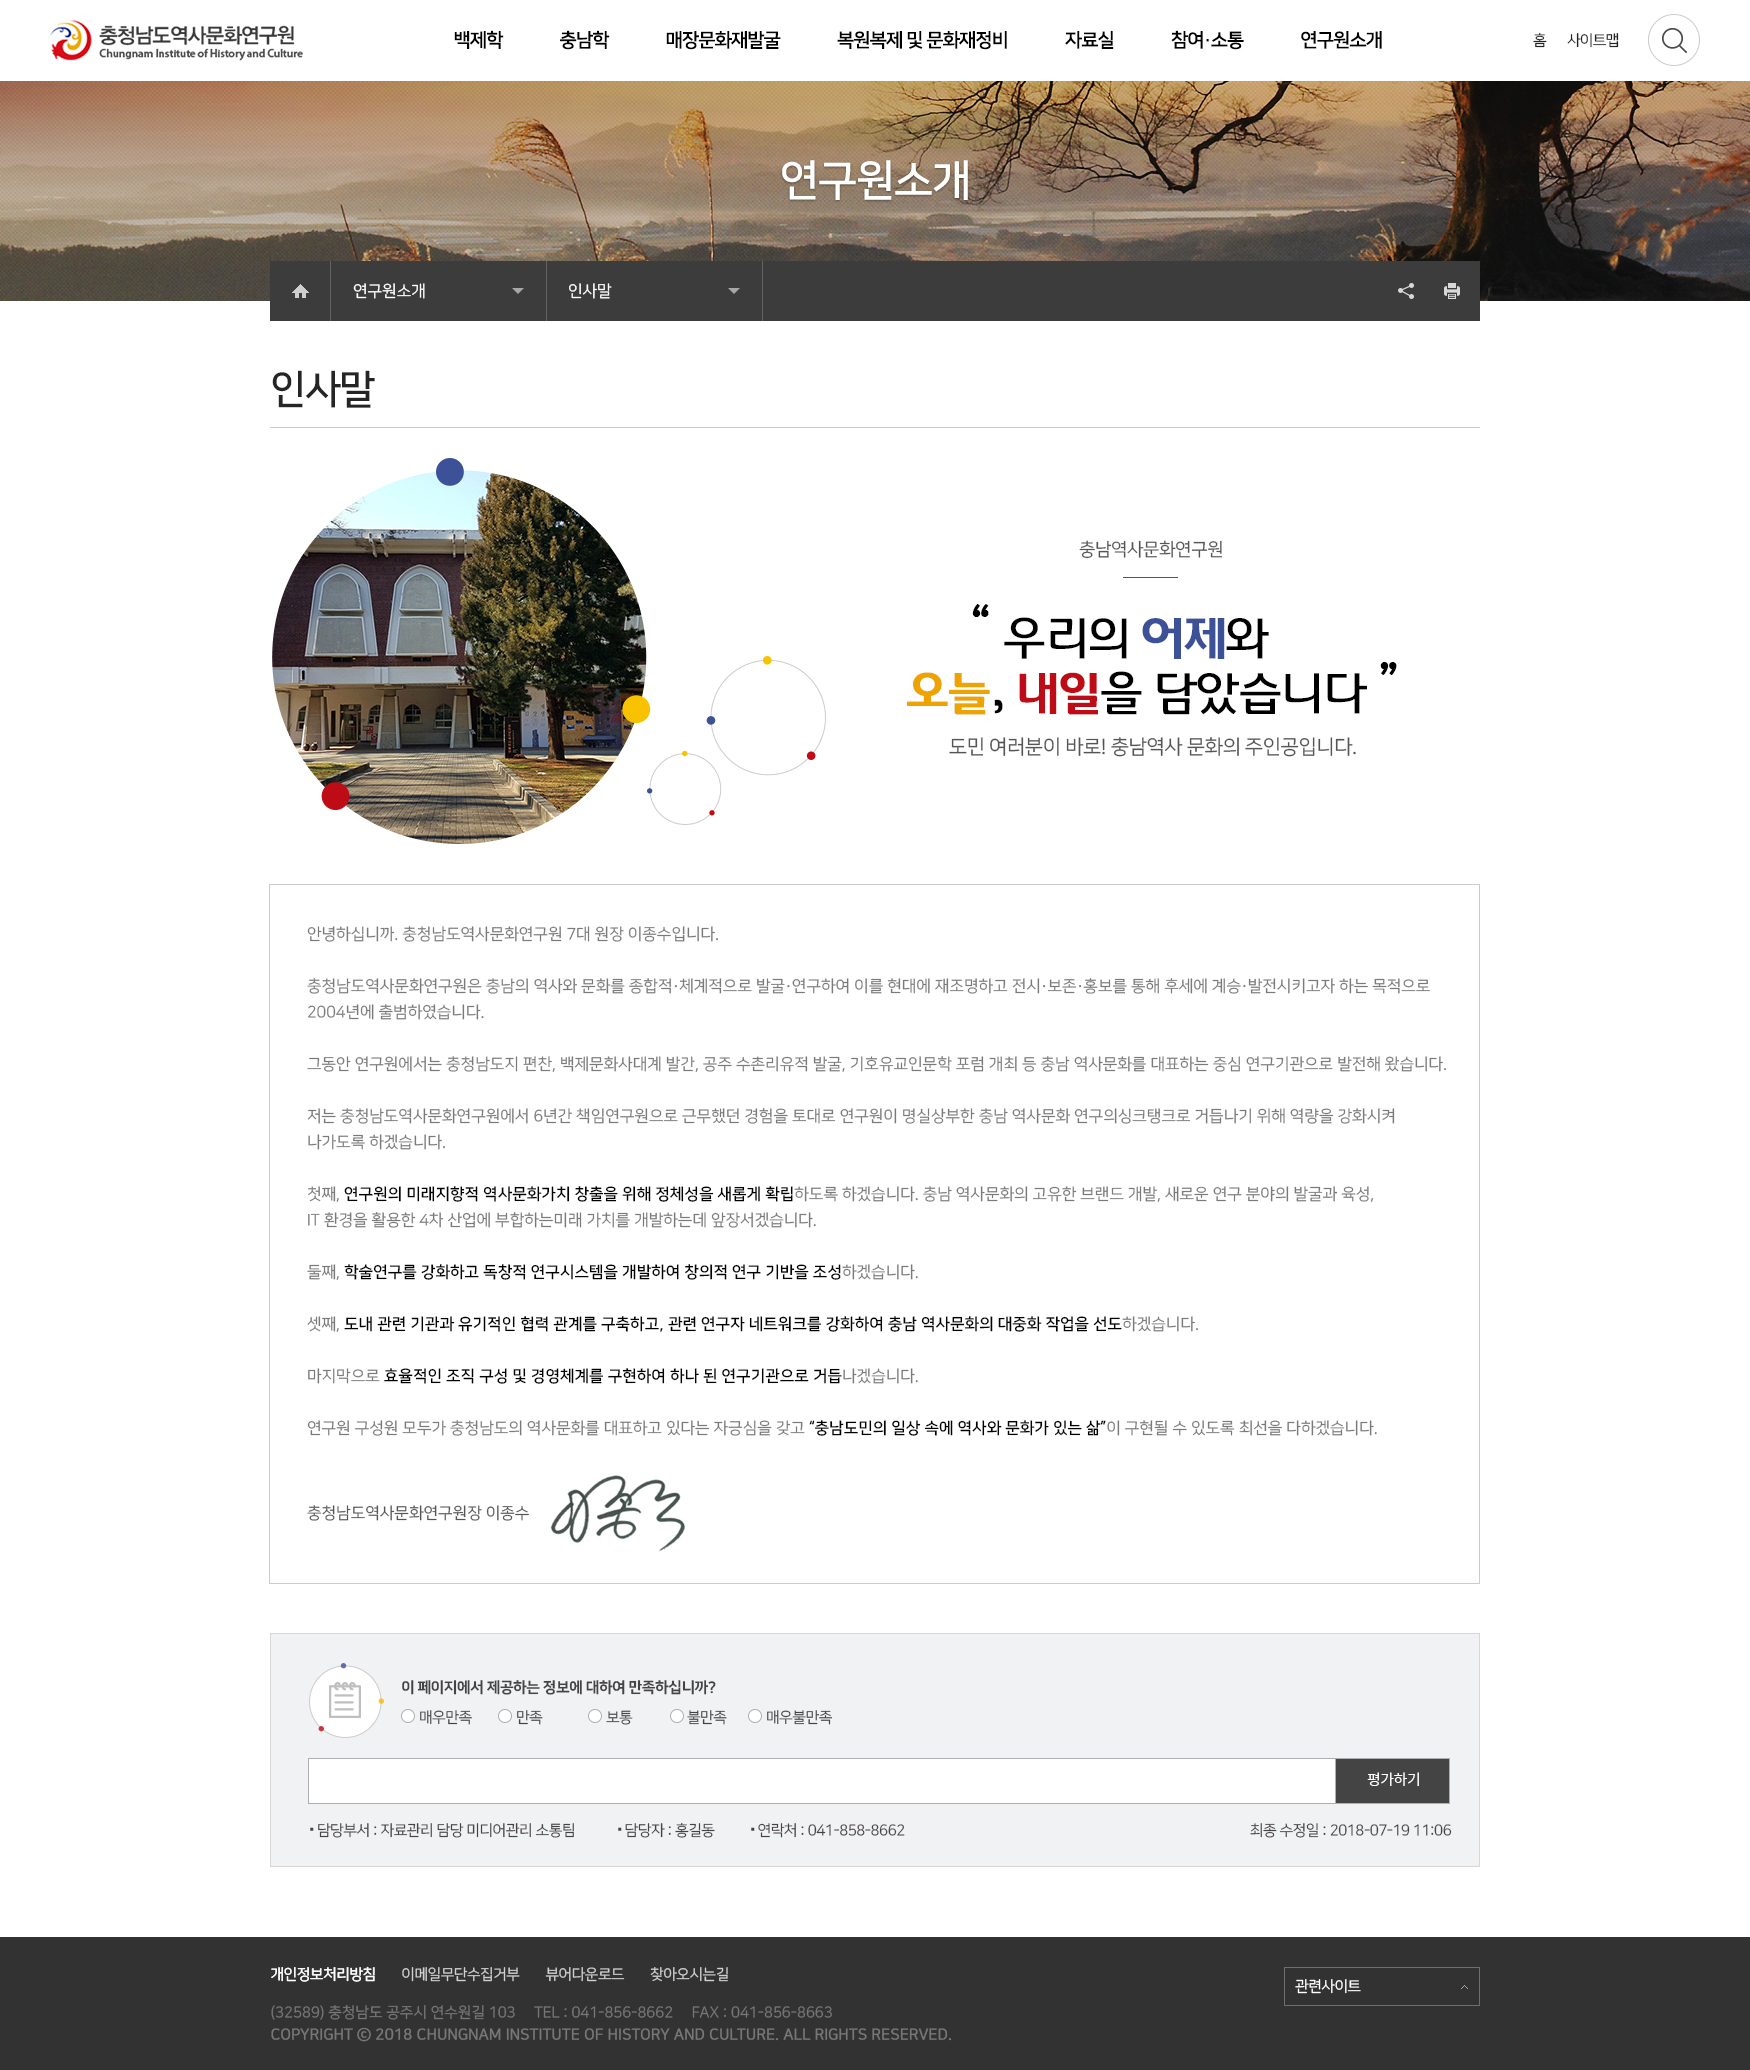 충청남도역사문화연구원
Chungnam Institute of History and Culture
백제학 충남학 매장문화재발굴 복원복제 및 문화재정비 자료실 참여·소통 연구원소개
홈 사이트맵
연구원소개
연구원소개 인사말
인사말
충남역사문화연구원
“ 우리의 어제와
오늘, 내일을 담았습니다 ”
도민 여러분이 바로! 충남역사 문화의 주인공입니다.
안녕하십니까. 충청남도역사문화연구원 7대 원장 이종수입니다.
충청남도역사문화연구원은 충남의 역사와 문화를 종합적·체계적으로 발굴·연구하여 이를 현대에 재조명하고 전시·보존·홍보를 통해 후세에 계승·발전시키고자 하는 목적으로
2004년에 출범하였습니다.
그동안 연구원에서는 충청남도지 편찬, 백제문화사대계 발간, 공주 수촌리유적 발굴, 기호유교인문학 포럼 개최 등 충남 역사문화를 대표하는 중심 연구기관으로 발전해 왔습니다.
저는 충청남도역사문화연구원에서 6년간 책임연구원으로 근무했던 경험을 토대로 연구원이 명실상부한 충남 역사문화 연구의싱크탱크로 거듭나기 위해 역량을 강화시켜
나가도록 하겠습니다.
첫째, 연구원의 미래지향적 역사문화가치 창출을 위해 정체성을 새롭게 확립하도록 하겠습니다. 충남 역사문화의 고유한 브랜드 개발, 새로운 연구 분야의 발굴과 육성,
IT 환경을 활용한 4차 산업에 부합하는미래 가치를 개발하는데 앞장서겠습니다.
둘째, 학술연구를 강화하고 독창적 연구시스템을 개발하여 창의적 연구 기반을 조성하겠습니다.
셋째, 도내 관련 기관과 유기적인 협력 관계를 구축하고, 관련 연구자 네트워크를 강화하여 충남 역사문화의 대중화 작업을 선도하겠습니다.
마지막으로 효율적인 조직 구성 및 경영체계를 구현하여 하나 된 연구기관으로 거듭나겠습니다.
연구원 구성원 모두가 충청남도의 역사문화를 대표하고 있다는 자긍심을 갖고 “충남도민의 일상 속에 역사와 문화가 있는 삶”이 구현될 수 있도록 최선을 다하겠습니다.
충청남도역사문화연구원장 이종수
이 페이지에서 제공하는 정보에 대하여 만족하십니까?
매우만족 만족 보통 불만족 매우불만족
평가하기
• 담당부서 : 자료관리 담당 미디어관리 소통팀 • 담당자 : 홍길동 • 연락처 : 041-858-8662 최종 수정일 : 2018-07-19 11:06
개인정보처리방침 이메일무단수집거부 뷰어다운로드 찾아오시는길
관련사이트
(32589) 충청남도 공주시 연수원길 103 TEL : 041-856-8662 FAX : 041-856-8663
COPYRIGHT © 2018 CHUNGNAM INSTITUTE OF HISTORY AND CULTURE. ALL RIGHTS RESERVED.